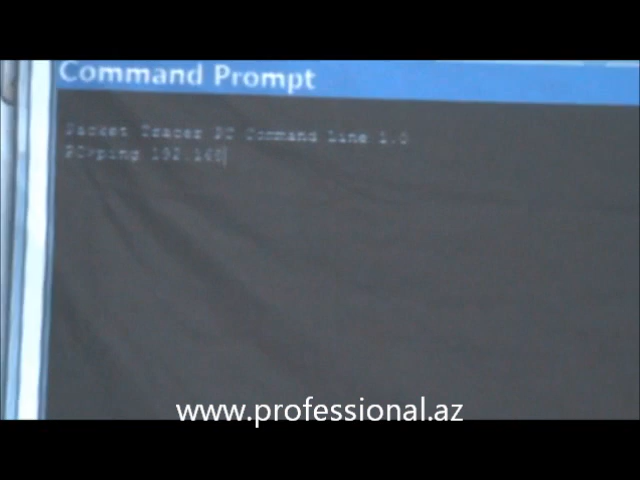 Command Prompt
Packet Tracer PC Command Line 1.0
PC>ping 192.168
www.professional.az